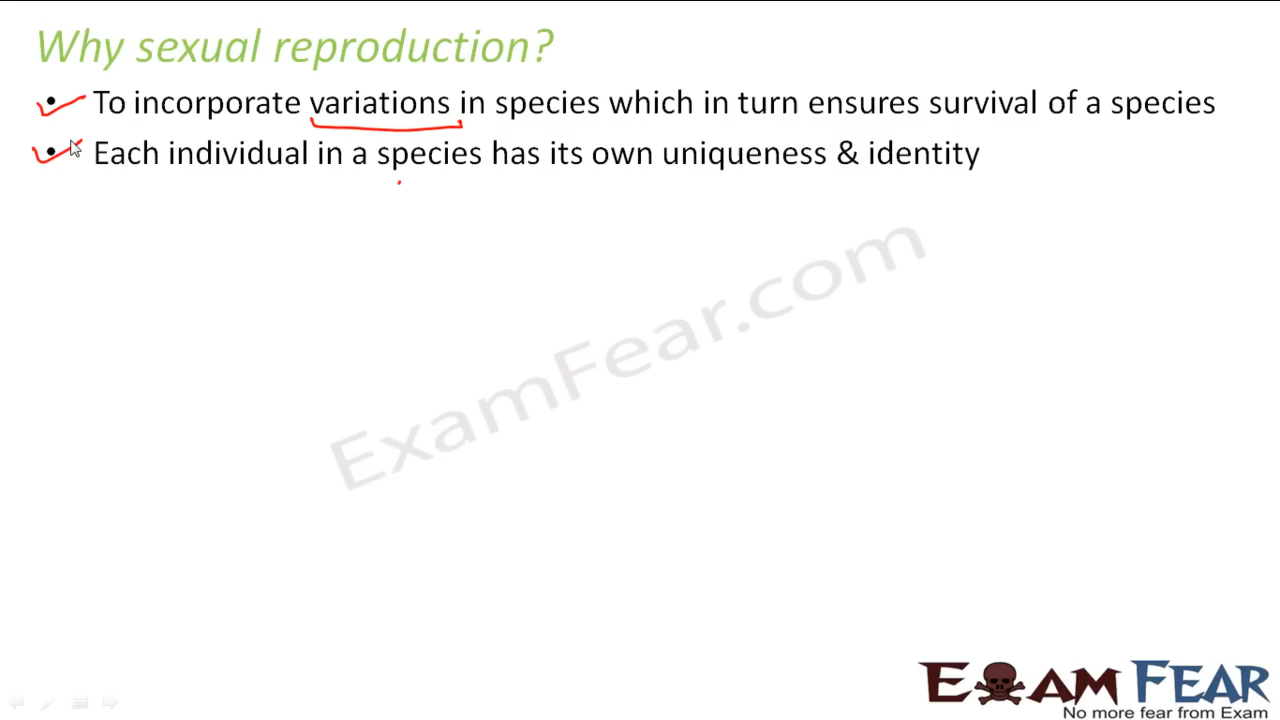 Why sexual reproduction?
• To incorporate variations in species which in turn ensures survival of a species
• Each individual in a species has its own uniqueness & identity
ExamFear.com
EXAM FEAR
No more fear from Exam